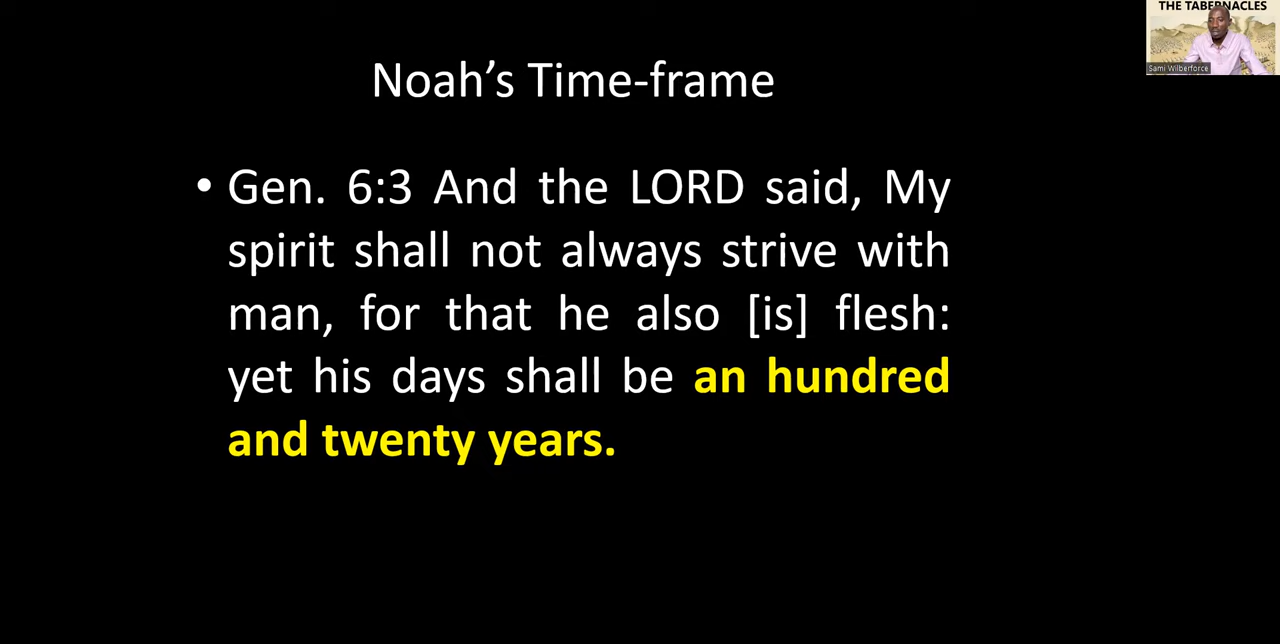 THE TABERNACLES
Sami Wilberforce
Noah's Time-frame
• Gen. 6:3 And the LORD said, My
spirit shall not always strive with
man, for that he also [is] flesh:
yet his days shall be an hundred
and twenty years.